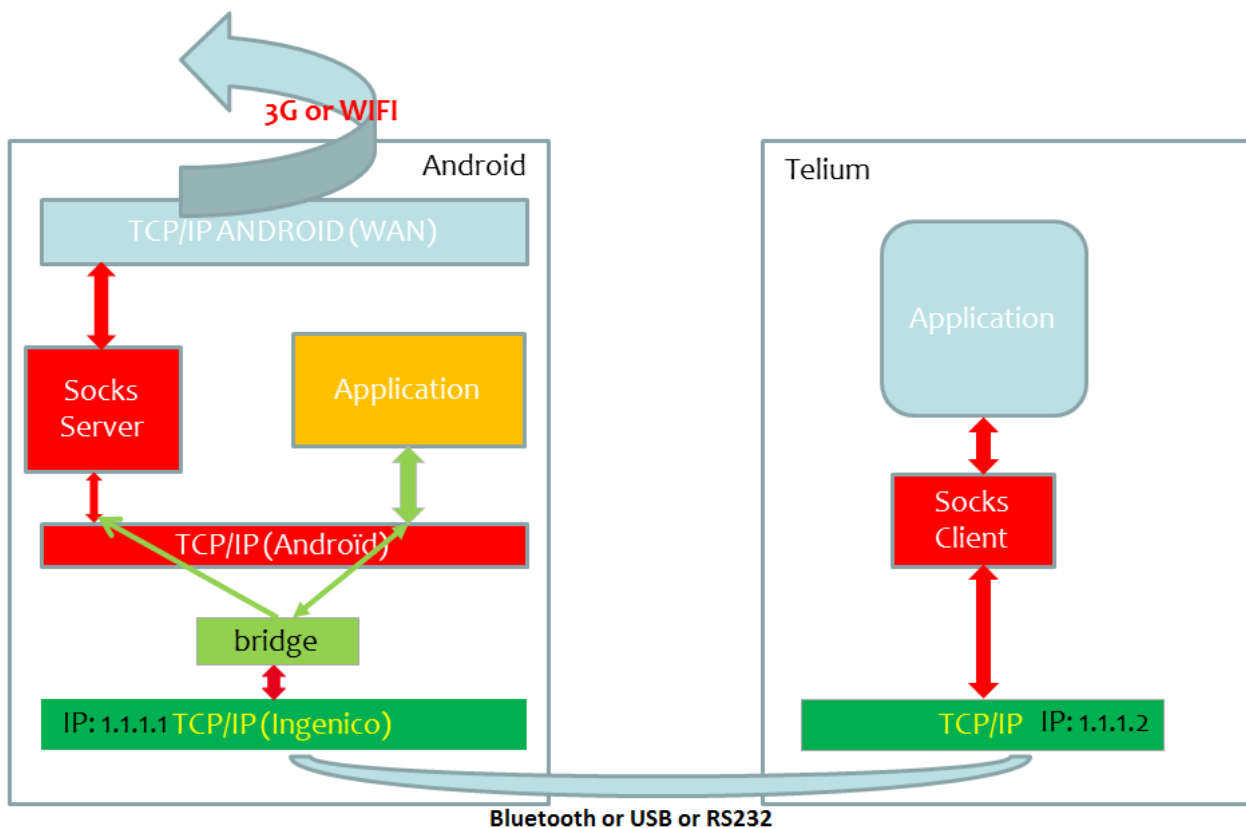 3G or WIFI
Android
TCP/IP ANDROID (WAN)
Socks
Server
Application
TCP/IP (Androïd)
bridge
IP: 1.1.1.1 TCP/IP (Ingenico)
Telium
Application
Socks
Client
TCP/IP IP: 1.1.1.2
Bluetooth or USB or RS232